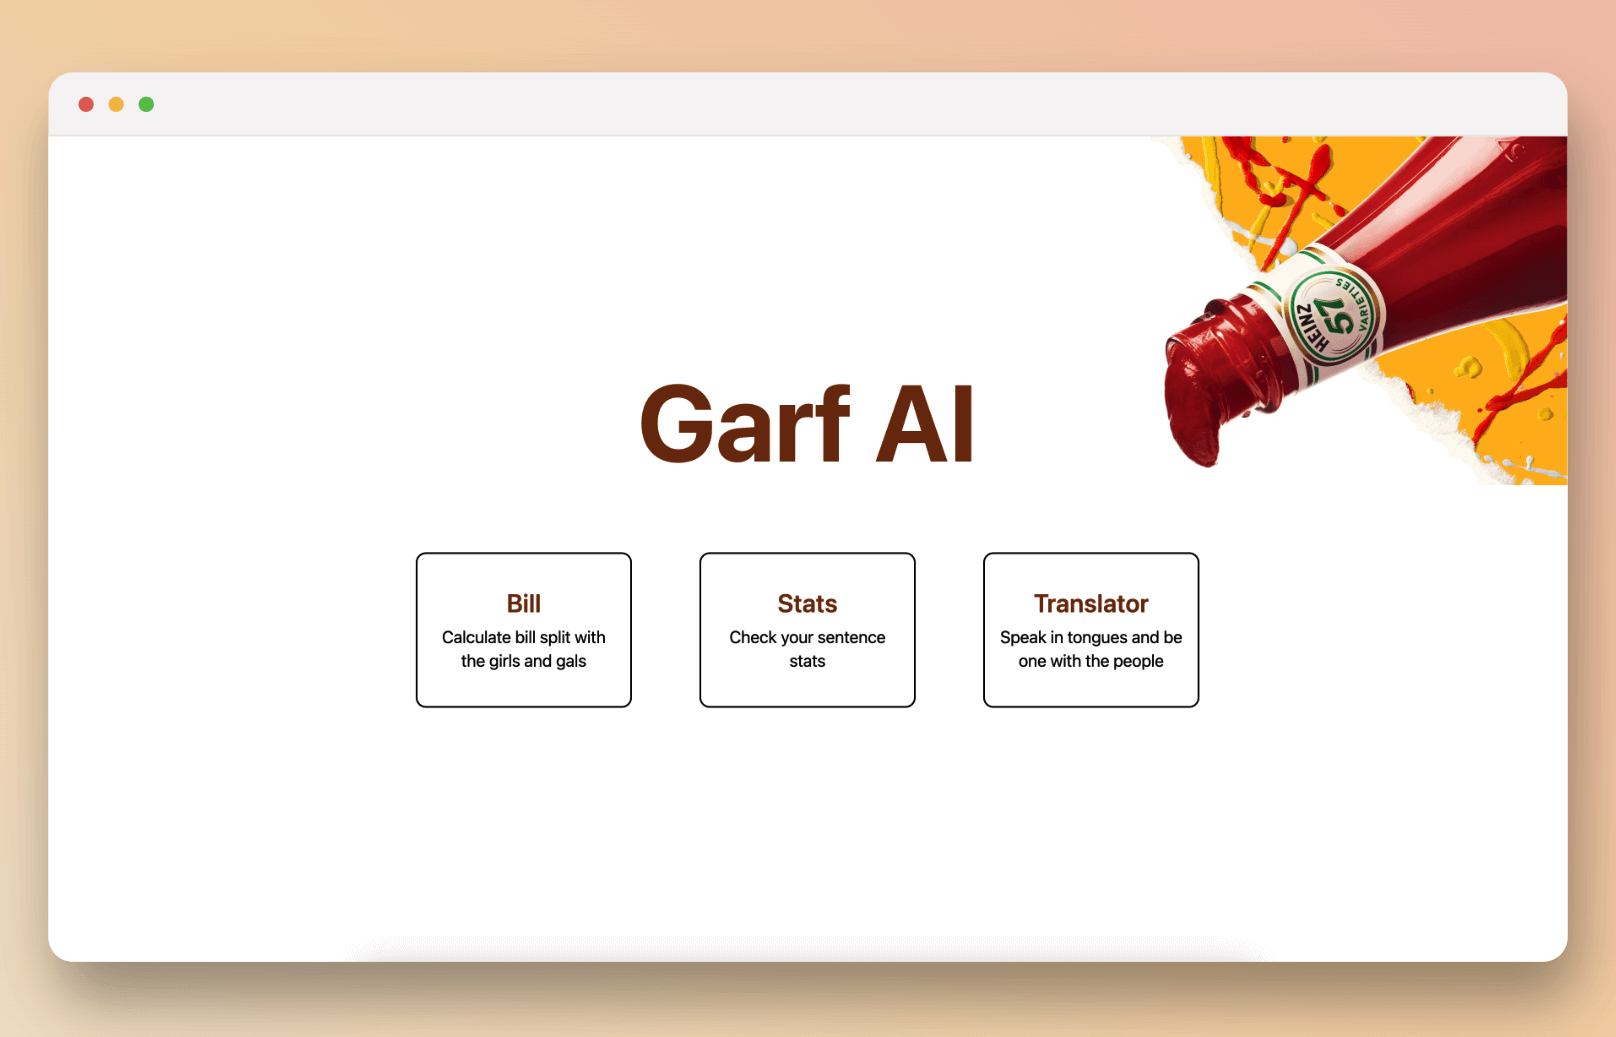 HEINZ
57
VARIETIES
Garf AI
Bill
Calculate bill split with
the girls and gals
Stats
Check your sentence
stats
Translator
Speak in tongues and be
one with the people